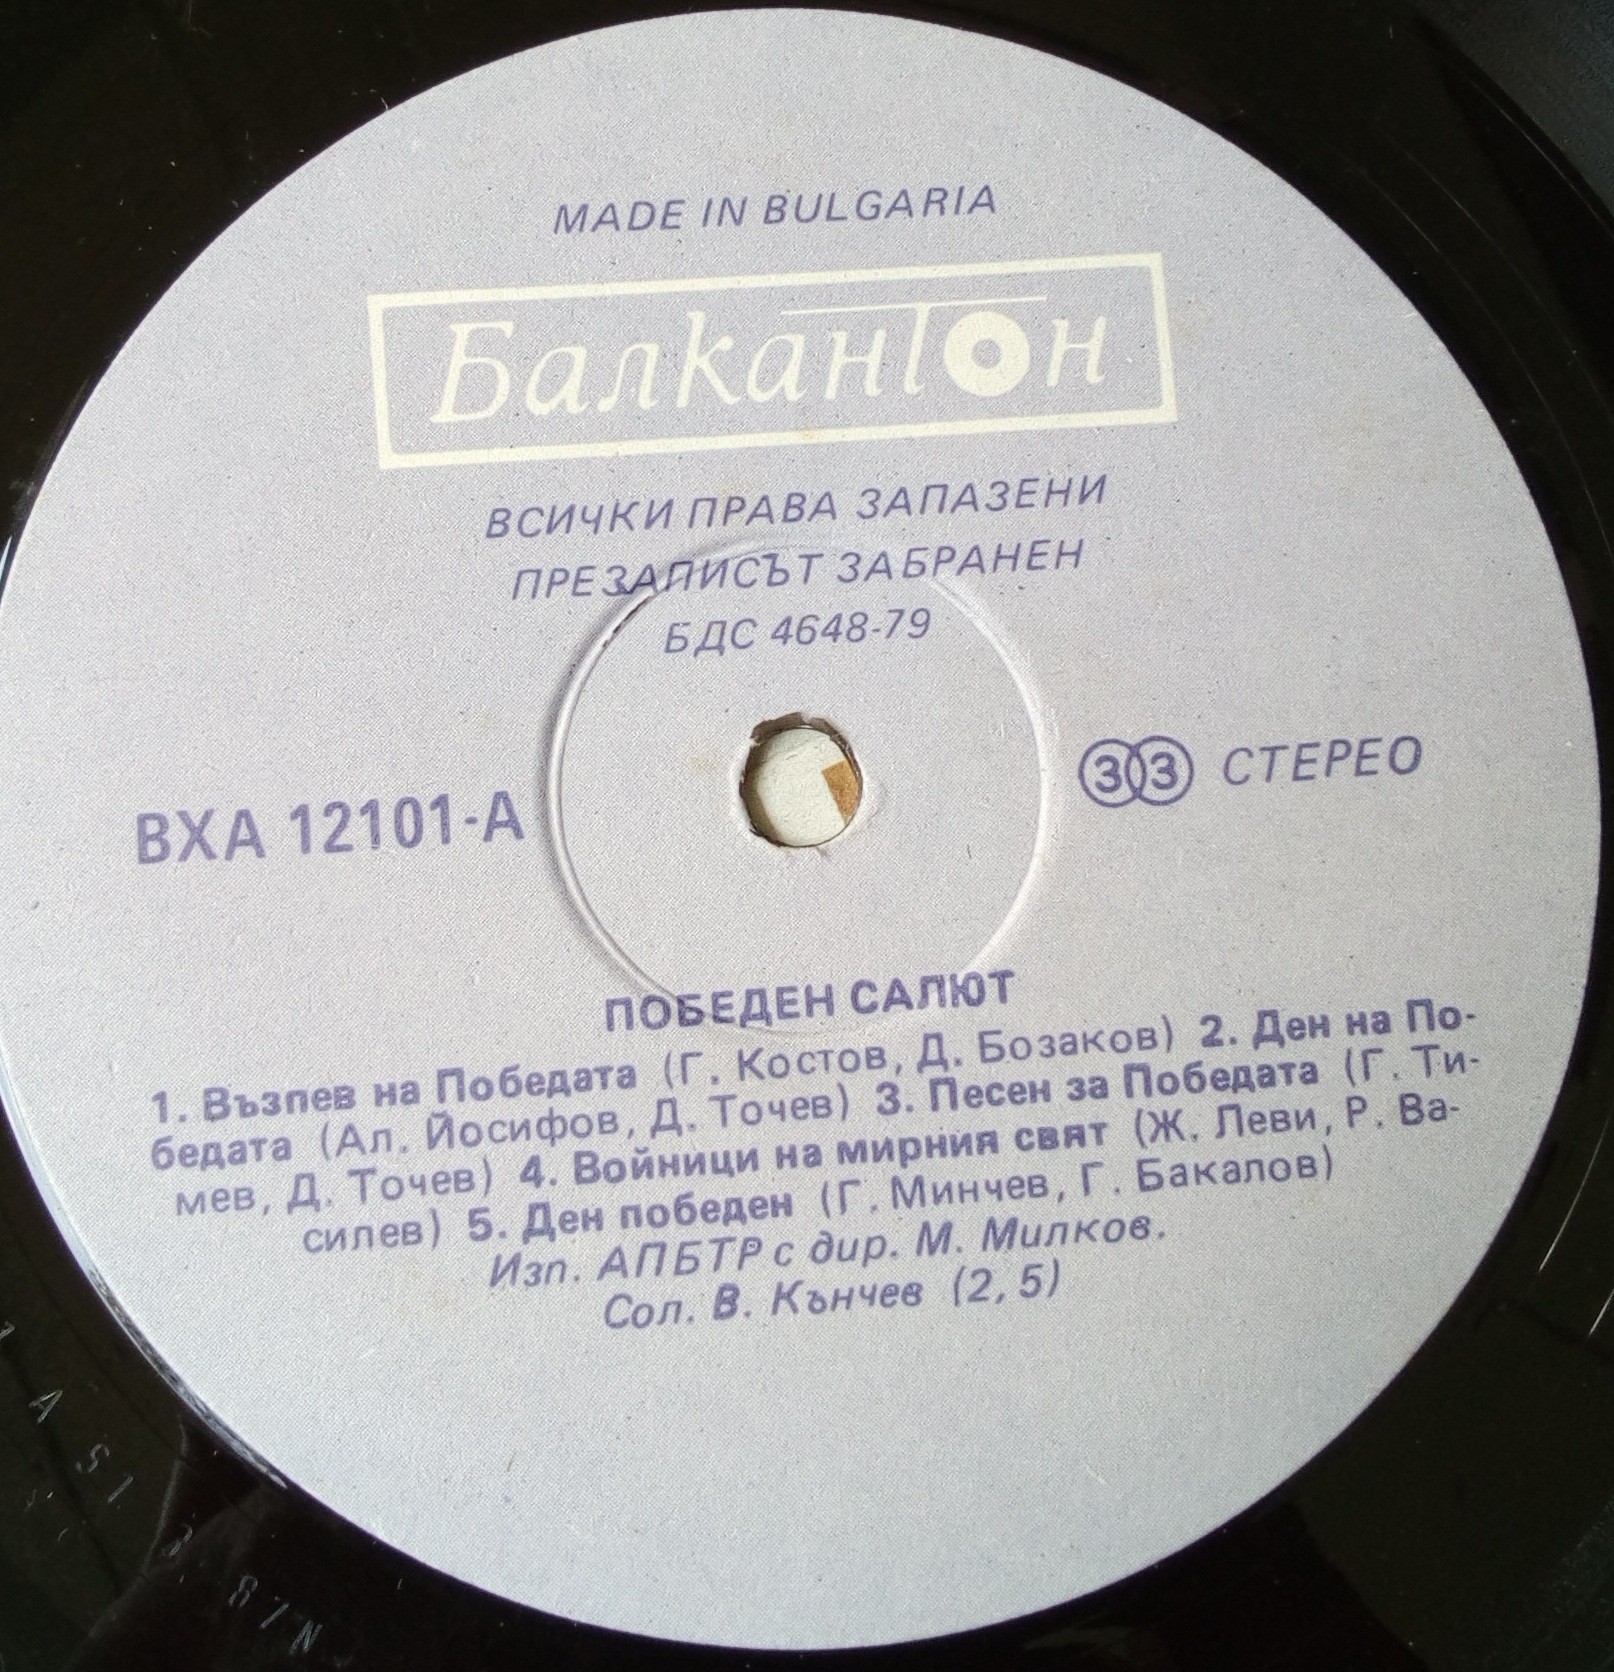 MADE IN BULGARIA
Балкантон
ВСИЧКИ ПРАВА ЗАПАЗЕНИ
ПРЕЗАПИСЪТ ЗАБРАНЕН
БДС 4648-79
ВХА 12101-А
33 СТЕРЕО
ПОБЕДЕН САЛЮТ
1. Възпев на Победата (Г. Костов, Д. Бозаков) 2. Ден на По-
бедата (Ал. Йосифов, Д. Точев) 3. Песен за Победата (Г. Ти-
мев, Д. Точев) 4. Войници на мирния свят (Ж. Леви, Р. Ва-
силев) 5. Ден победен (Г. Минчев, Г. Бакалов)
Изп. АПБТР с дир. М. Милков.
Сол. В. Кънчев (2, 5)